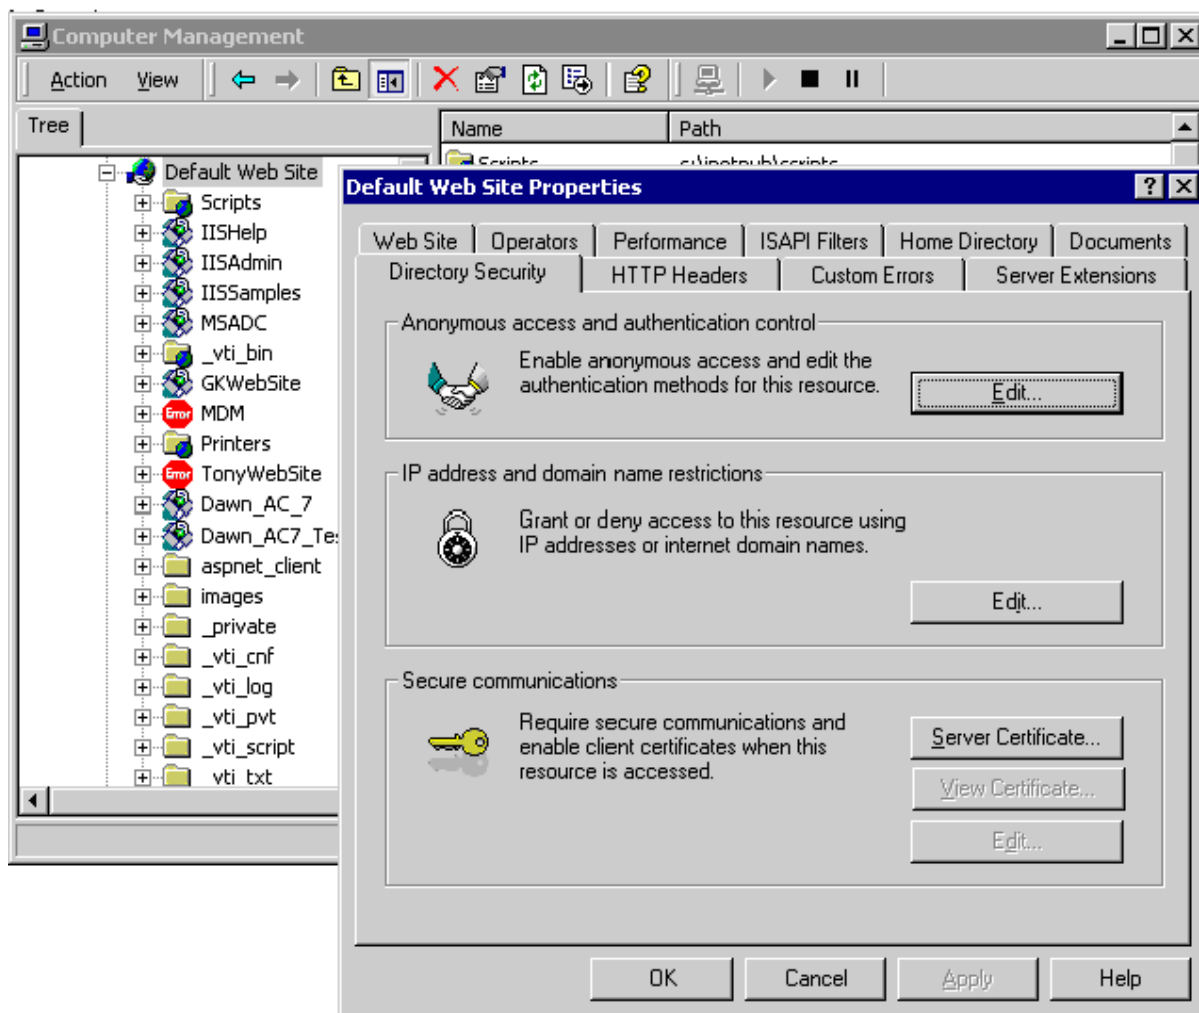 Computer Management
Action View
Tree
Name Path
Default Web Site
Scripts c:\inetpub\scripts
Scripts
IISHelp
IISAdmin
IISSamples
MSADC
_vti_bin
GKWebSite
Error MDM
Printers
Error TonyWebSite
Dawn_AC_7
Dawn_AC7_Te
aspnet_client
images
_private
_vti_cnf
_vti_log
_vti_pvt
_vti_script
_vti_txt
Default Web Site Properties
Web Site Operators Performance ISAPI Filters Home Directory Documents
Directory Security HTTP Headers Custom Errors Server Extensions
Anonymous access and authentication control
Enable anonymous access and edit the
authentication methods for this resource.
Edit...
IP address and domain name restrictions
Grant or deny access to this resource using
IP addresses or internet domain names.
Edit...
Secure communications
Require secure communications and
enable client certificates when this
resource is accessed.
Server Certificate...
View Certificate...
Edit...
OK Cancel Apply Help